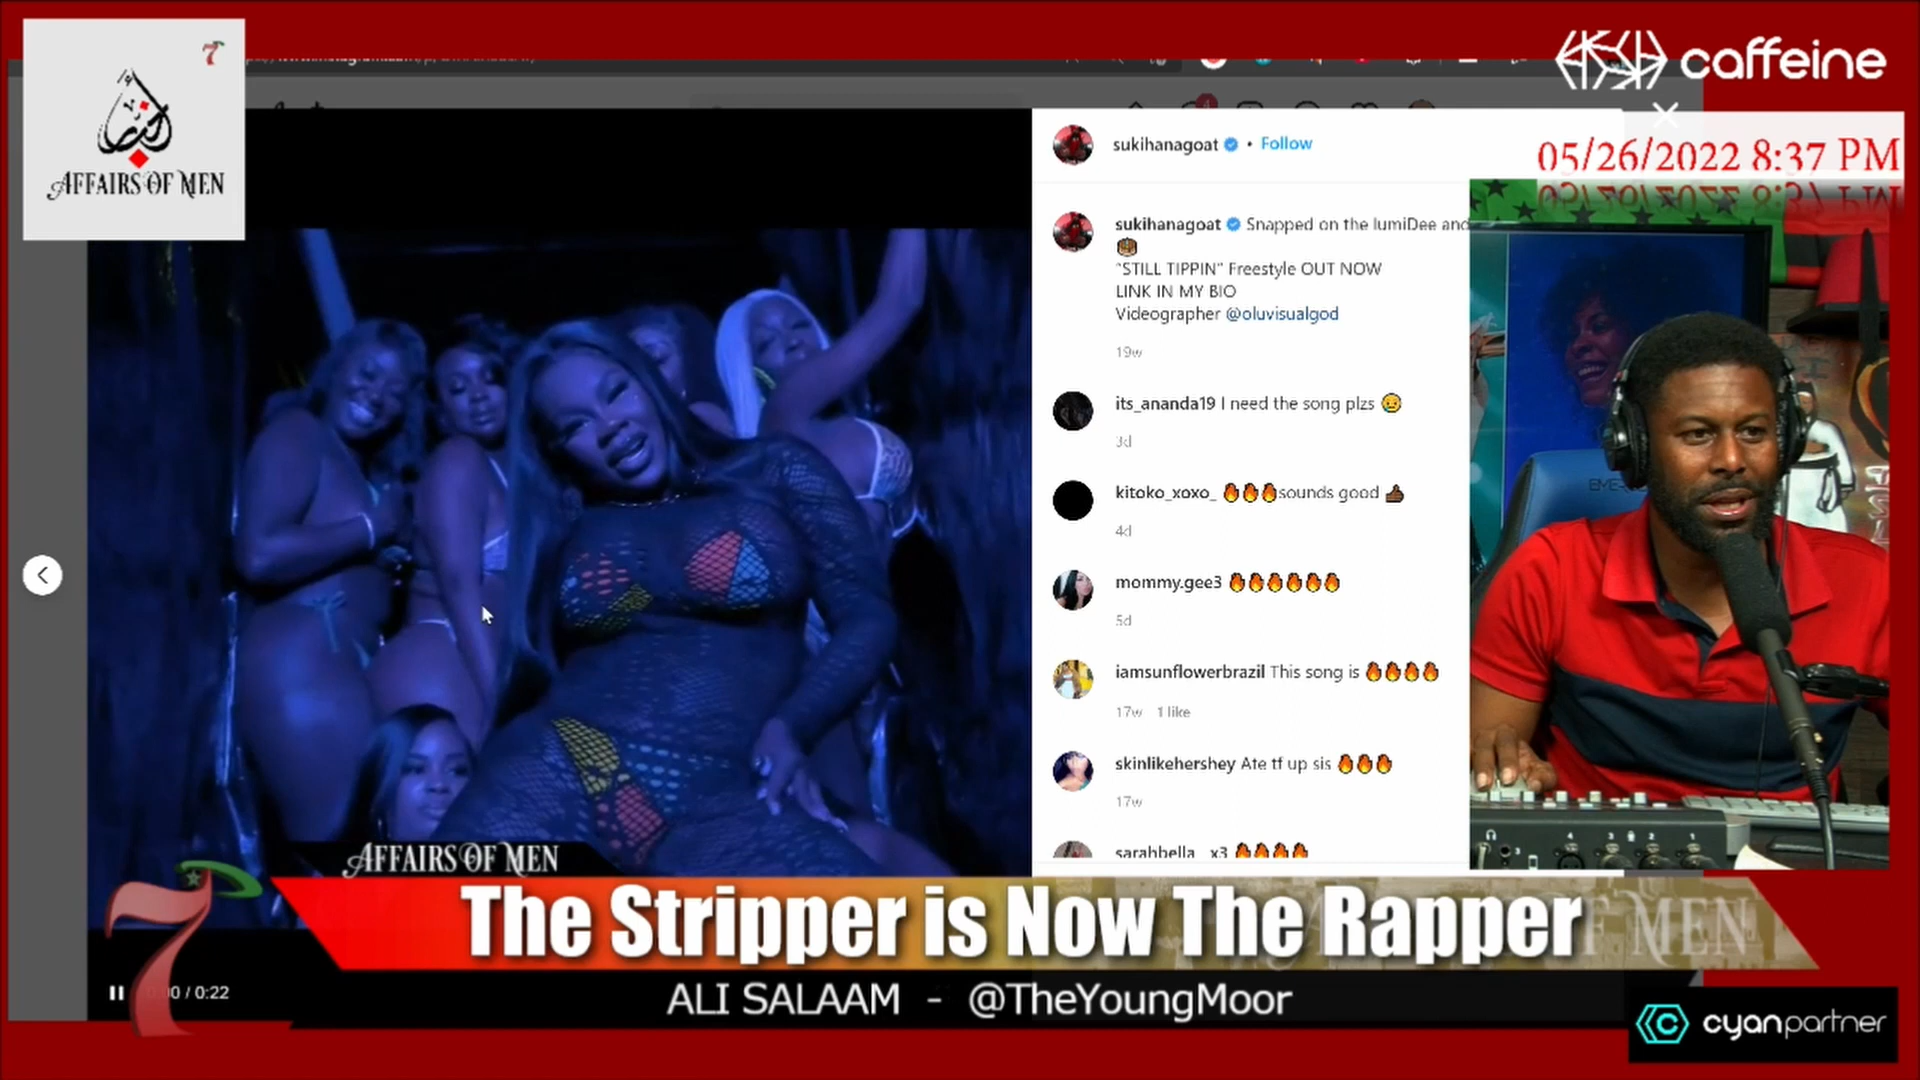 AFFAIRS OF MEN
caffeine
05/26/2022 8:37 PM
sukihanagoat • Follow
sukihanagoat Snapped on the lumiDee and
"STILL TIPPIN" Freestyle OUT NOW
LINK IN MY BIO
Videographer @oluvisualgod
19w
its_ananda19 I need the song plzs 😥
3d
kitoko_xoxo_ 🔥🔥🔥sounds good 👍🏾
4d
mommy.gee3 🔥🔥🔥🔥🔥🔥
5d
iamsunflowerbrazil This song is 🔥🔥🔥🔥
17w 1 like
skinlikehershey Ate tf up sis 🔥🔥🔥
17w
sarahbella_x3 🔥🔥🔥🔥
AFFAIRS OF MEN
The Stripper is Now The Rapper
F MEN
/ 0:22
ALI SALAAM - @TheYoungMoor
cyanpartner